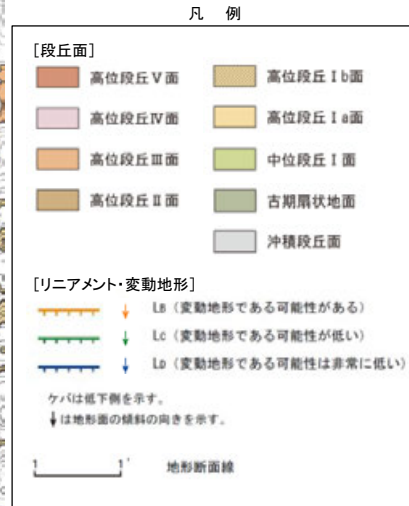 凡 例
[段丘面]
高位段丘Ⅴ面
高位段丘Ⅳ面
高位段丘Ⅲ面
高位段丘Ⅱ面
高位段丘Ⅰb面
高位段丘Ⅰa面
中位段丘Ⅰ面
古期扇状地面
沖積段丘面
[リニアメント・変動地形]
LB (変動地形である可能性がある)
LC (変動地形である可能性が低い)
LD (変動地形である可能性は非常に低い)
ケバは低下側を示す。
↓は地形面の傾斜の向きを示す。
1 1' 地形断面線